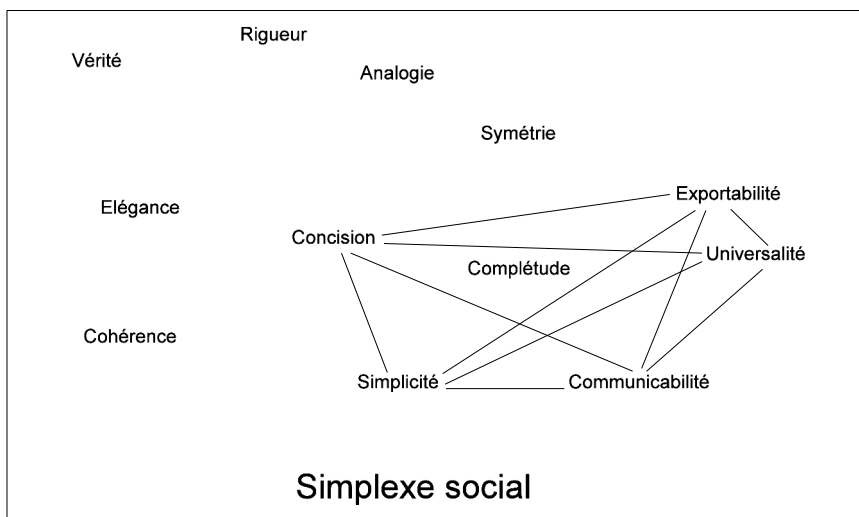 Rigueur
Vérité
Analogie
Symétrie
Exportabilité
Elégance
Concision
Universalité
Complétude
Cohérence
Simplicité
Communicabilité
Simplexe social